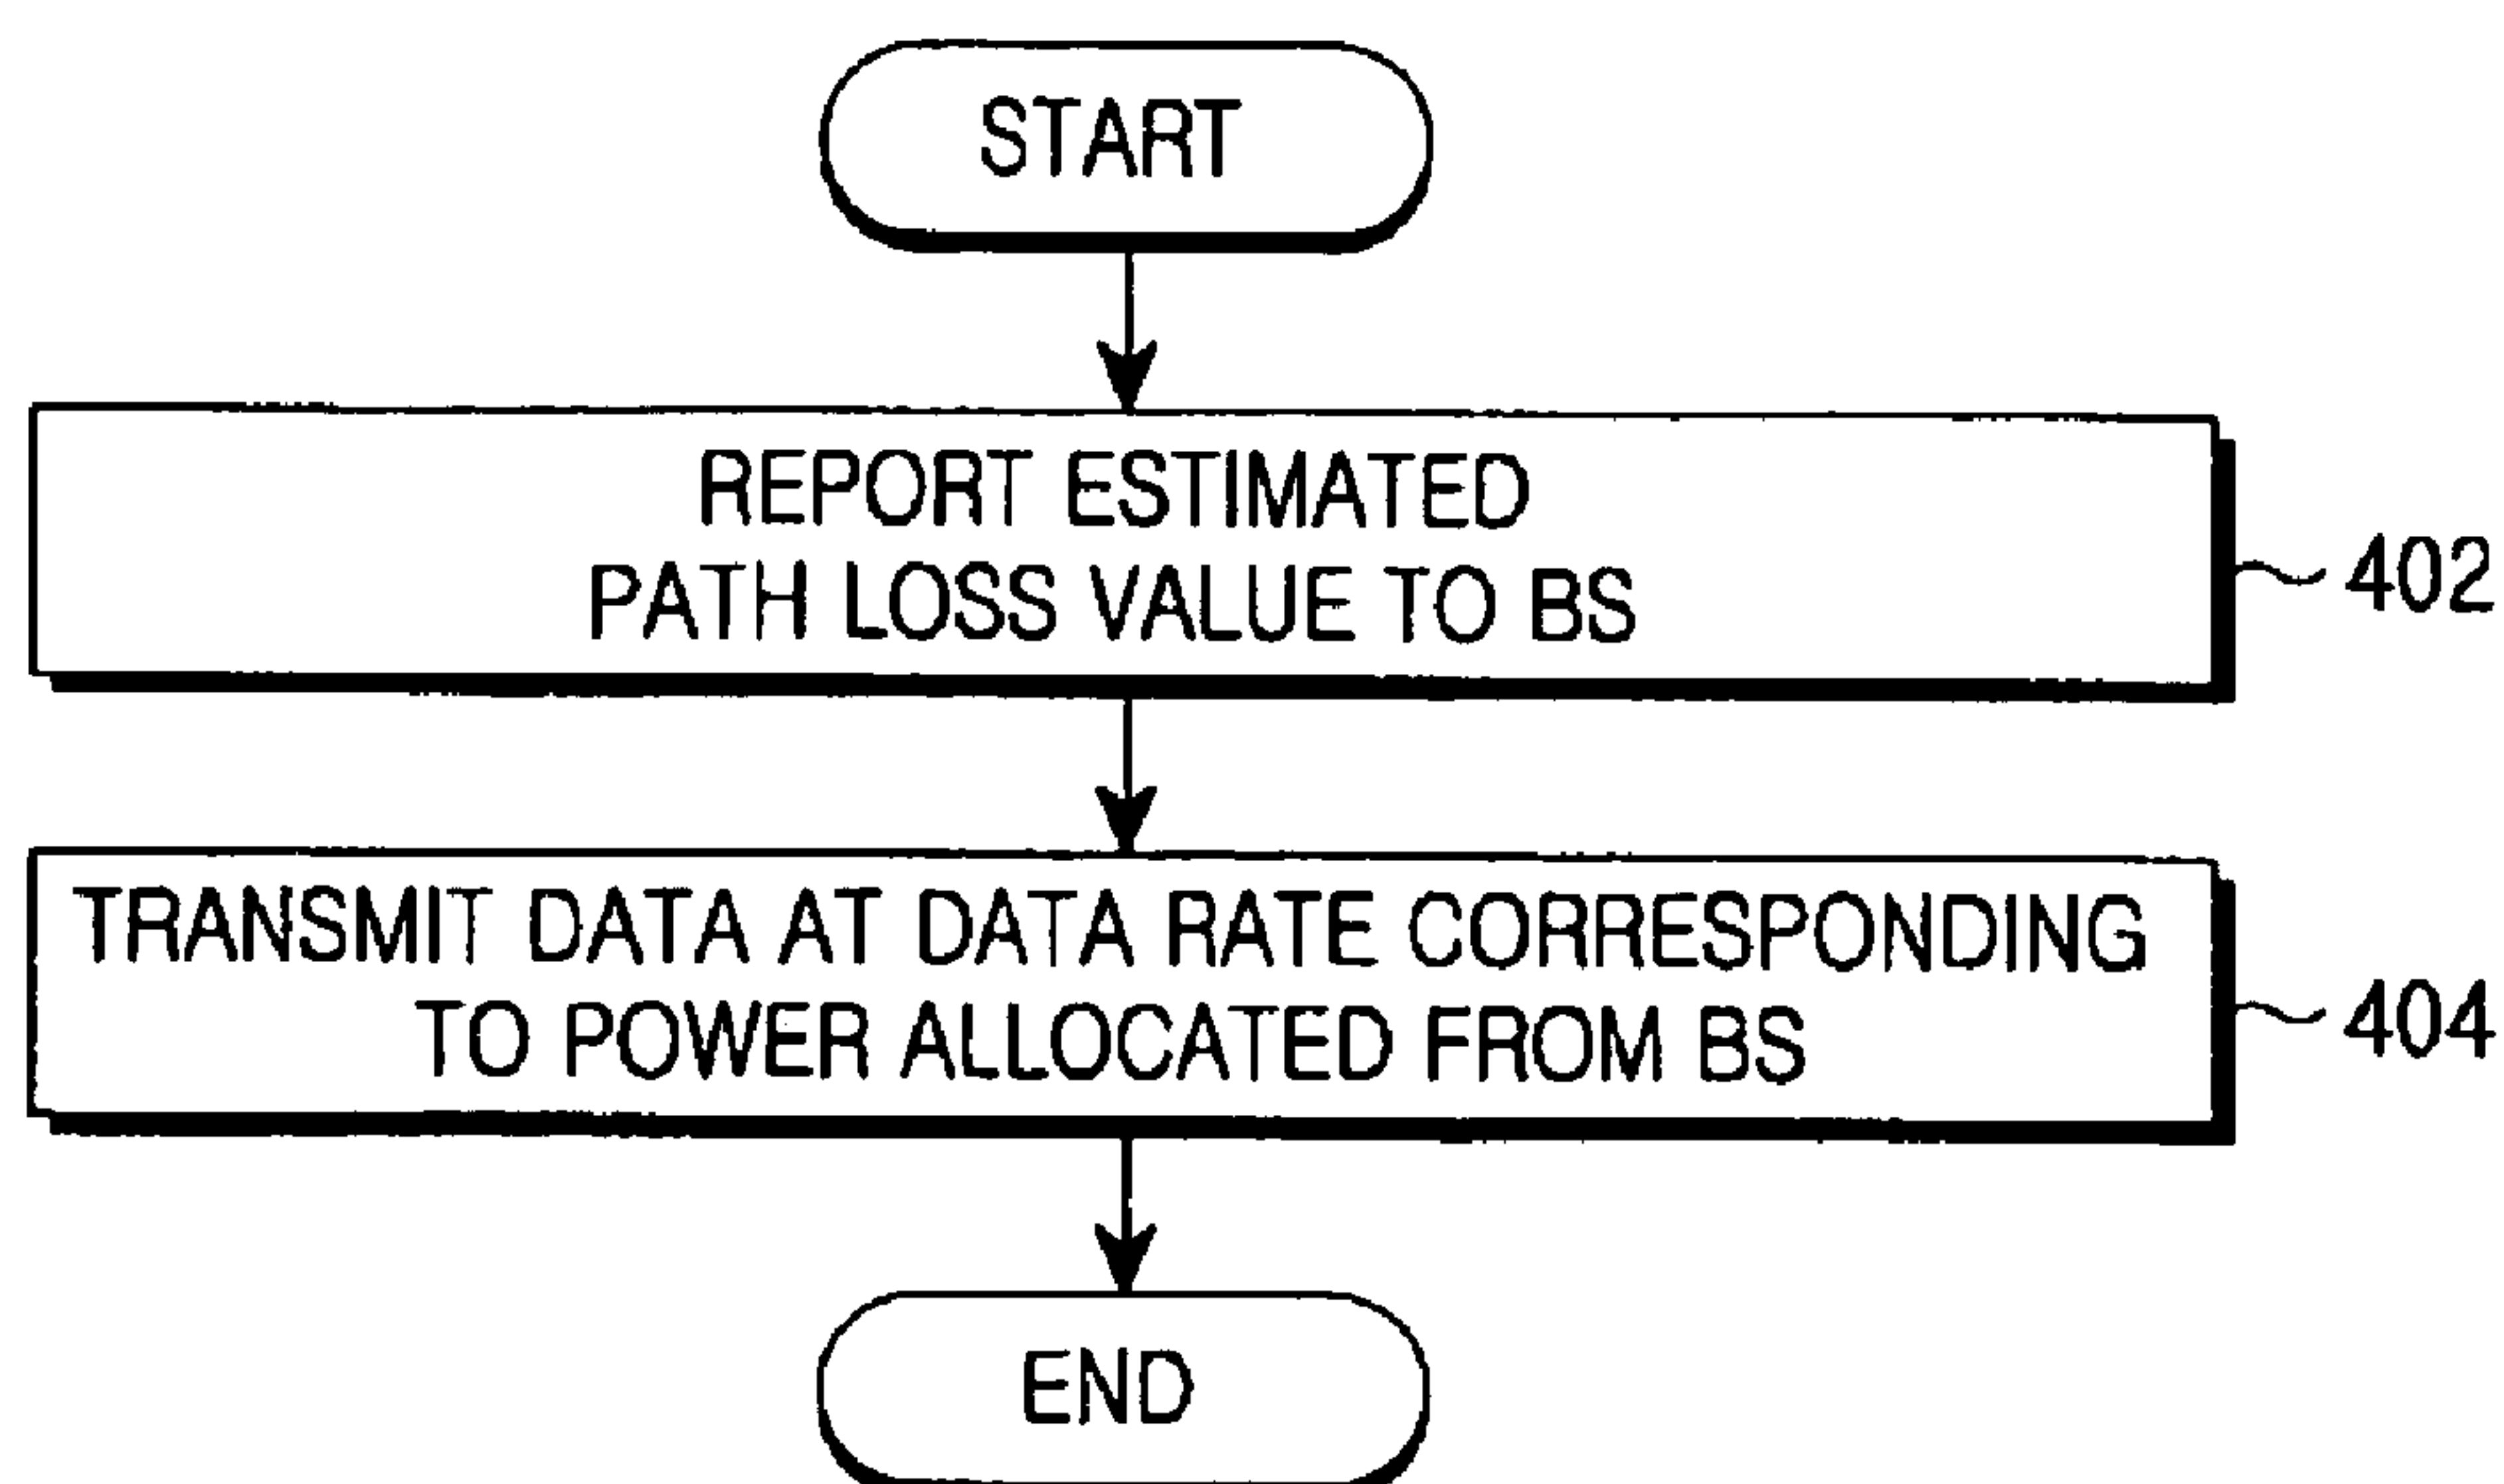 START
REPORT ESTIMATED
PATH LOSS VALUE TO BS
402
TRANSMIT DATA AT DATA RATE CORRESPONDING
TO POWER ALLOCATED FROM BS
404
END